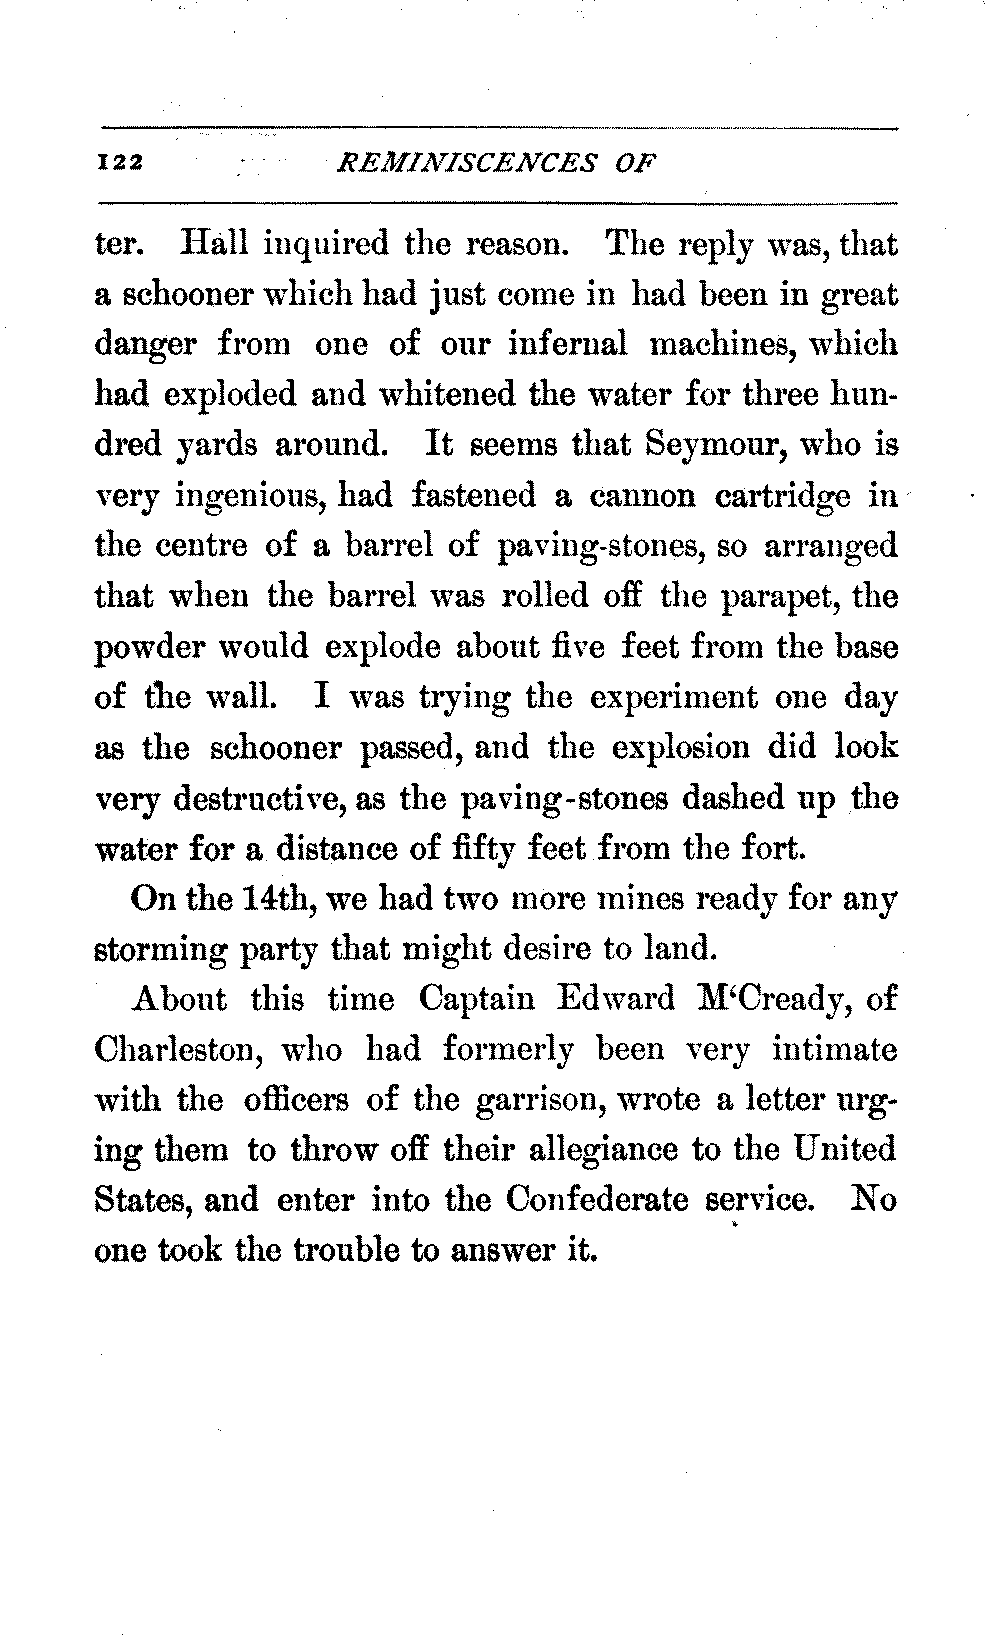 122 REMINISCENCES OF
ter. Hall inquired the reason. The reply was, that
a schooner which had just come in had been in great
danger from one of our infernal machines, which
had exploded and whitened the water for three hun-
dred yards around. It seems that Seymour, who is
very ingenious, had fastened a cannon cartridge in
the centre of a barrel of paving-stones, so arranged
that when the barrel was rolled off the parapet, the
powder would explode about five feet from the base
of the wall. I was trying the experiment one day
as the schooner passed, and the explosion did look
very destructive, as the paving-stones dashed up the
water for a distance of fifty feet from the fort.
On the 14th, we had two more mines ready for any
storming party that might desire to land.
About this time Captain Edward M‘Cready, of
Charleston, who had formerly been very intimate
with the officers of the garrison, wrote a letter urg-
ing them to throw off their allegiance to the United
States, and enter into the Confederate service. No
one took the trouble to answer it.